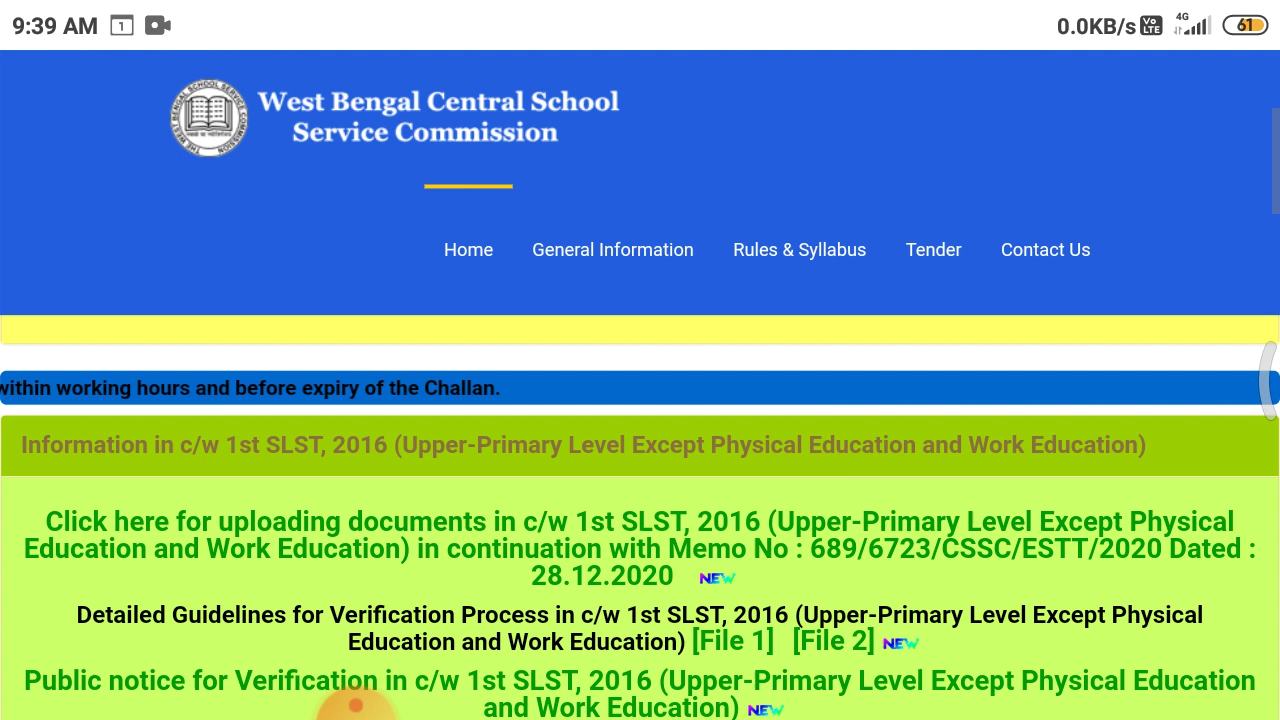 9:39 AM 1 0.0KB/s Vo LTE 4G 61
West Bengal Central School
Service Commission
Home General Information Rules & Syllabus Tender Contact Us
within working hours and before expiry of the Challan.
Information in c/w 1st SLST, 2016 (Upper-Primary Level Except Physical Education and Work Education)
Click here for uploading documents in c/w 1st SLST, 2016 (Upper-Primary Level Except Physical
Education and Work Education) in continuation with Memo No : 689/6723/CSSC/ESTT/2020 Dated :
28.12.2020 NEW
Detailed Guidelines for Verification Process in c/w 1st SLST, 2016 (Upper-Primary Level Except Physical
Education and Work Education) [File 1] [File 2] NEW
Public notice for Verification in c/w 1st SLST, 2016 (Upper-Primary Level Except Physical Education
and Work Education) NEW